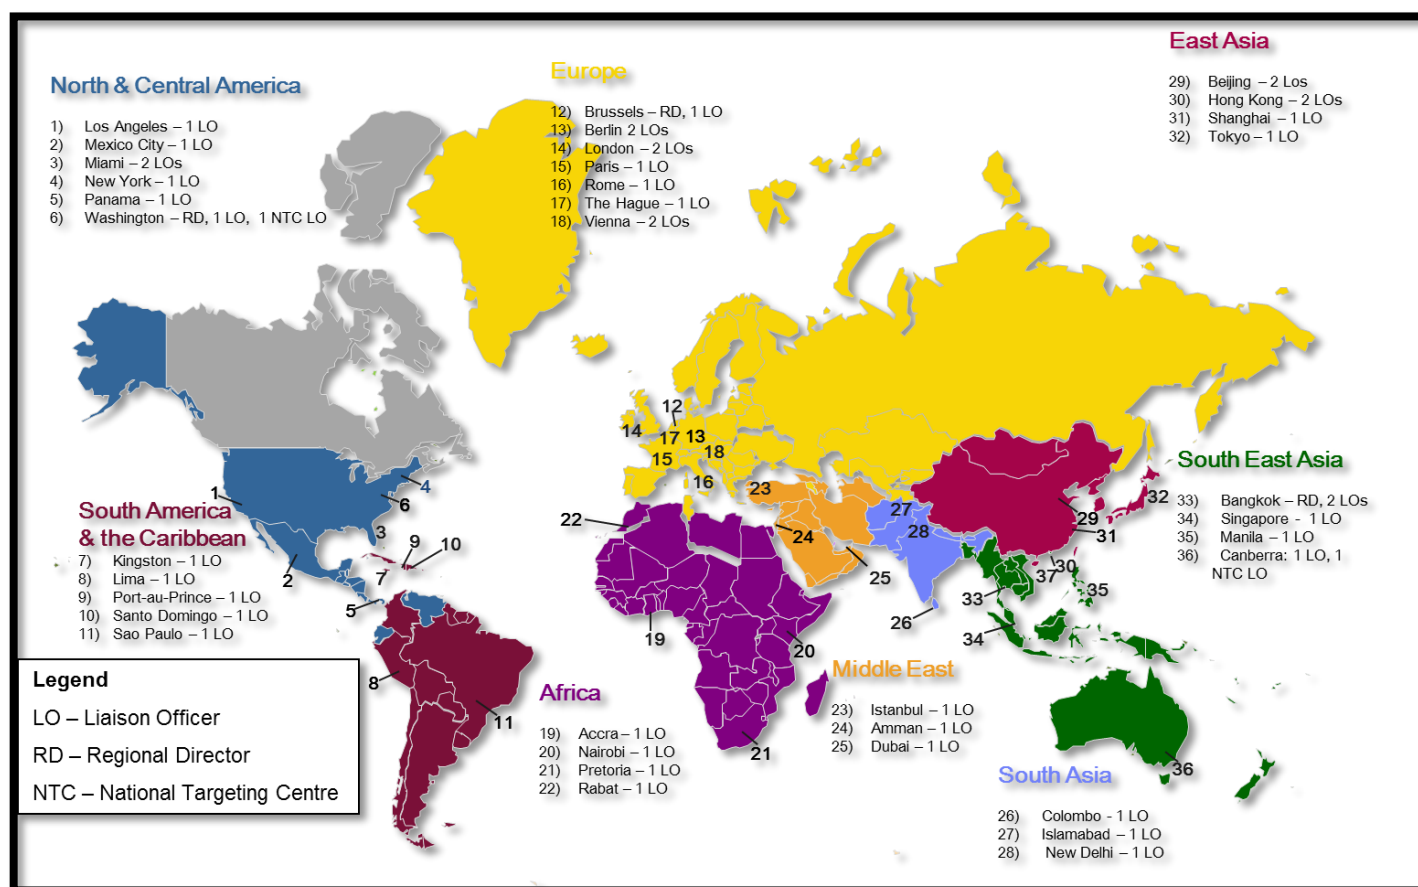 East Asia
29) Beijing – 2 Los
30) Hong Kong – 2 LOs
31) Shanghai – 1 LO
32) Tokyo – 1 LO
North & Central America
1) Los Angeles – 1 LO
2) Mexico City – 1 LO
3) Miami – 2 LOs
4) New York – 1 LO
5) Panama – 1 LO
6) Washington – RD, 1 LO, 1 NTC LO
Europe
12) Brussels – RD, 1 LO
13) Berlin 2 LOs
14) London – 2 LOs
15) Paris – 1 LO
16) Rome – 1 LO
17) The Hague – 1 LO
18) Vienna – 2 LOs
12
14
17
13
15
18
16
23
27
28
24
25
26
22
19
20
21
1
4
6
3
2
5
7
9
10
8
11
29
31
32
30
37
33
35
34
36
South East Asia
33) Bangkok – RD, 2 LOs
34) Singapore - 1 LO
35) Manila – 1 LO
36) Canberra: 1 LO, 1
NTC LO
South America
& the Caribbean
7) Kingston – 1 LO
8) Lima – 1 LO
9) Port-au-Prince – 1 LO
10) Santo Domingo – 1 LO
11) Sao Paulo – 1 LO
Legend
LO – Liaison Officer
RD – Regional Director
NTC – National Targeting Centre
Africa
19) Accra – 1 LO
20) Nairobi – 1 LO
21) Pretoria – 1 LO
22) Rabat – 1 LO
Middle East
23) Istanbul – 1 LO
24) Amman – 1 LO
25) Dubai – 1 LO
South Asia
26) Colombo - 1 LO
27) Islamabad – 1 LO
28) New Delhi – 1 LO